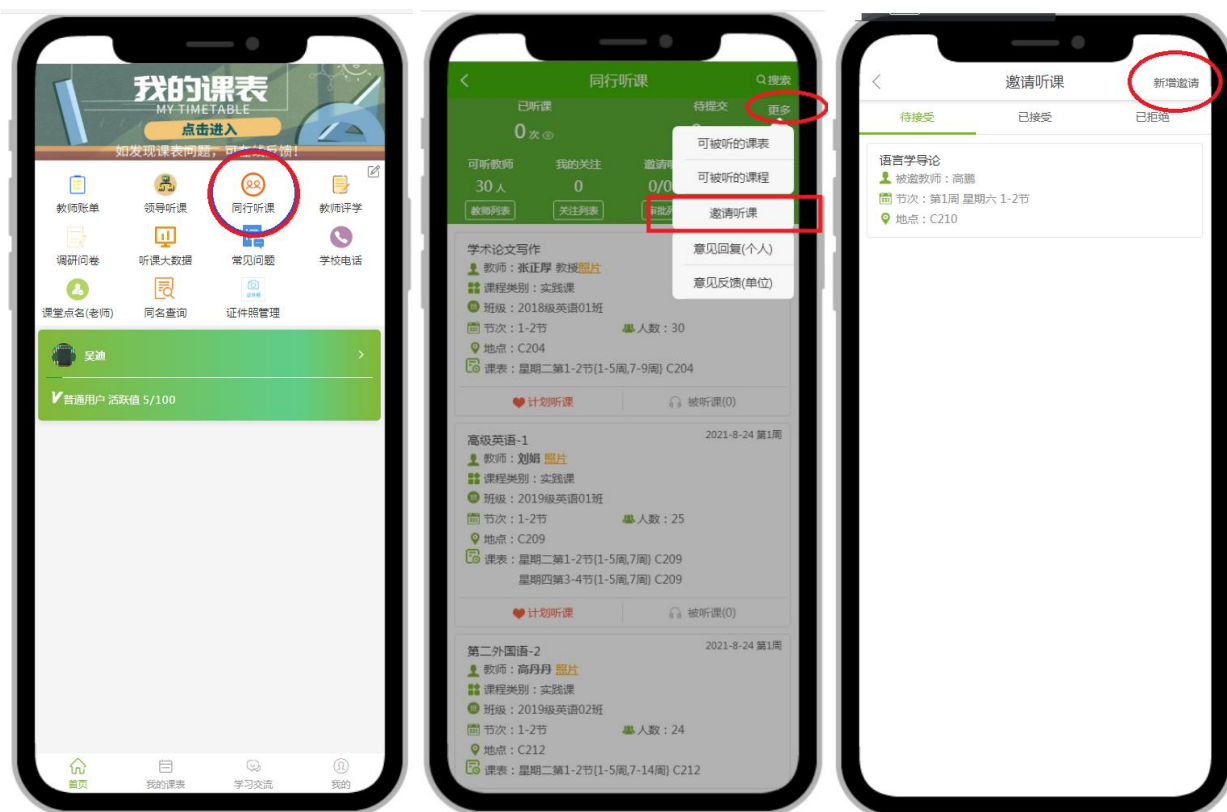 我的课表
MY TIMETABLE
点击
进入
如发现课表问题，可在线反馈！
教师账单
领导听课
同行听课
教师评学
调研问卷
听课大数据
常见问题
学校电话
课堂点名(老师)
同名查询
证件照管理
吴迪
V 普通用户 活跃值 5/100
首页
我的课表
学习交流
我的
同行听课
搜索
已听课
待提交
更多
0 次
可听教师
我的关注
30 人
0
0/0
教师列表
关注列表
可被听的课表
可被听的课程
邀请听课
意见回复(个人)
意见反馈(单位)
学术论文写作
教师：张正厚 教授照片
课程类别：实践课
班级：2018级英语01班
节次：1-2节 人数：30
地点：C204
课表：星期二第1-2节{1-5周,7-9周} C204
计划听课 被听课(0)
高级英语-1 2021-8-24 第1周
教师：刘娟 照片
课程类别：实践课
班级：2019级英语01班
节次：1-2节 人数：25
地点：C209
课表：星期二第1-2节{1-5周,7周} C209
星期四第3-4节{1-5周,7周} C209
计划听课 被听课(0)
第二外国语-2 2021-8-24 第1周
教师：高丹丹 照片
课程类别：实践课
班级：2019级英语02班
节次：1-2节 人数：24
地点：C212
课表：星期二第1-2节{1-5周,7-14周} C212
邀请听课
新增邀请
待接受
已接受
已拒绝
语言学导论
被邀教师：高鹏
节次：第1周 星期六 1-2节
地点：C210